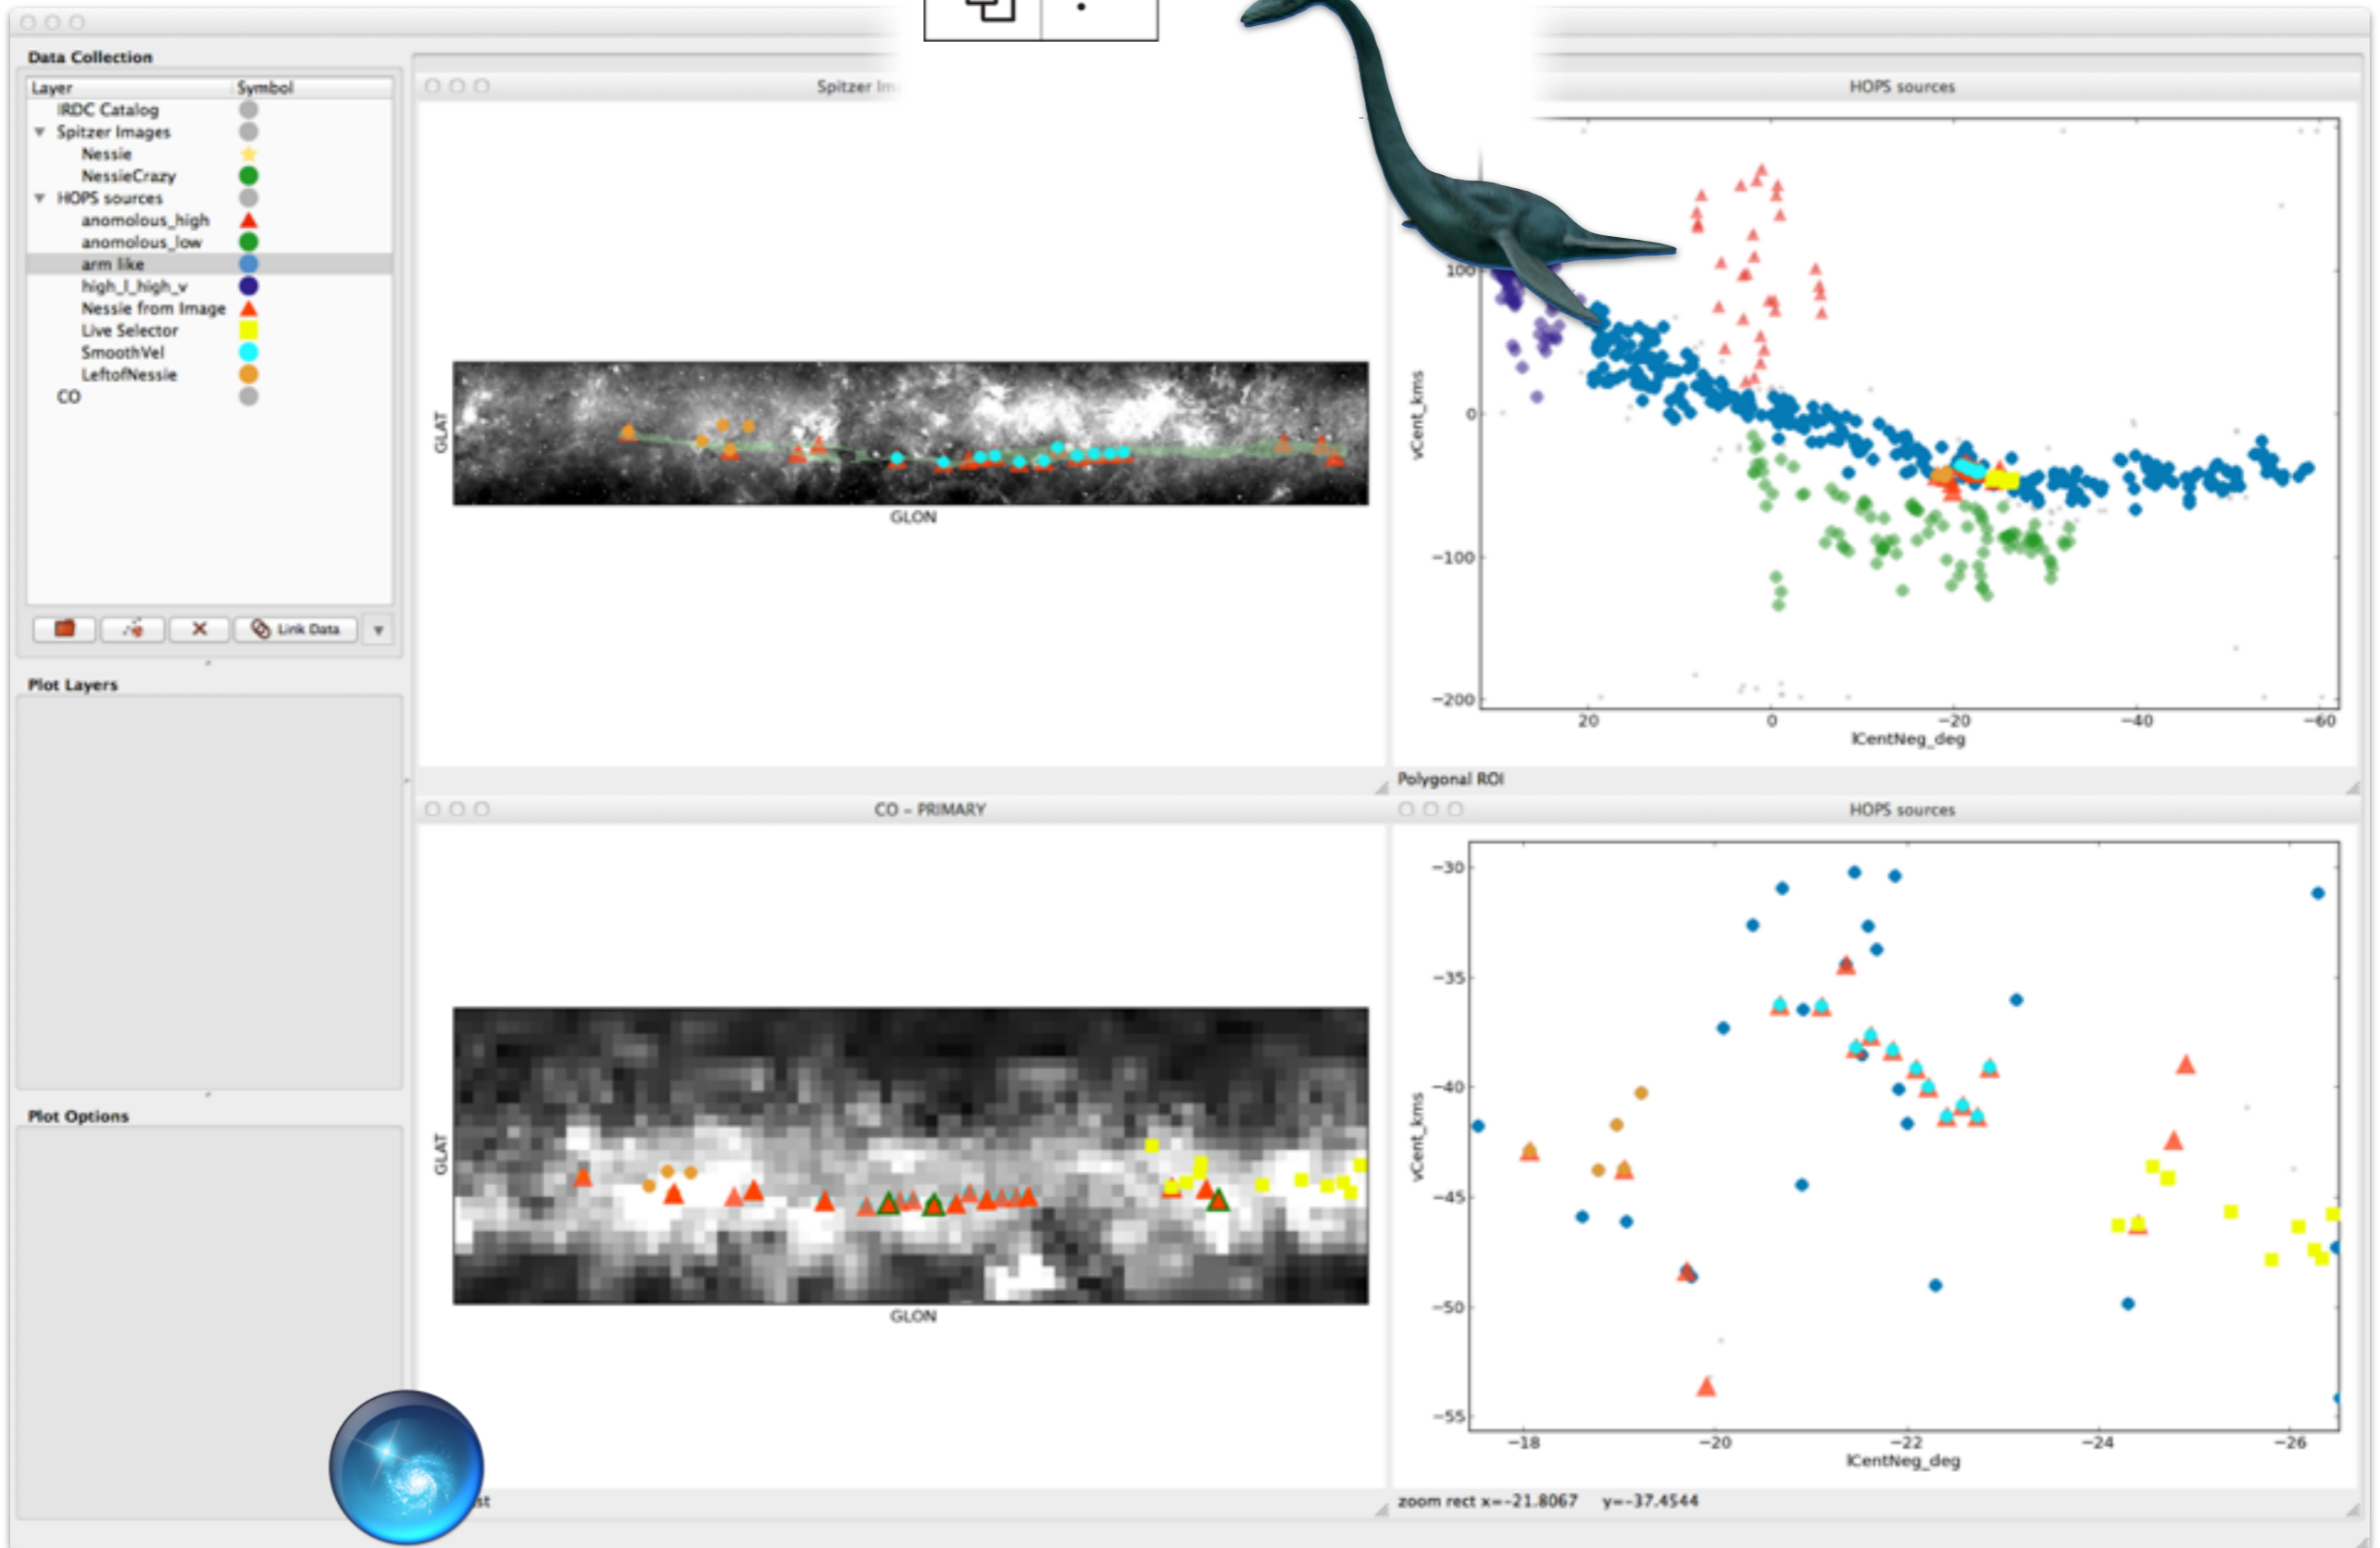 Data Collection
Layer Symbol
IRDC Catalog
Spitzer Images
Nessie
NessieCrazy
HOPS sources
anomolous_high
anomolous_low
arm like
high_l_high_v
Nessie from Image
Live Selector
SmoothVel
LeftofNessie
CO
Link Data
Plot Layers
Plot Options
Spitzer
GLAT
GLON
HOPS sources
100
0
−100
−200
vCent_kms
20 0 −20 −40 −60
lCentNeg_deg
Polygonal ROI
CO – PRIMARY
GLAT
GLON
HOPS sources
−30
−35
−40
−45
−50
−55
vCent_kms
−18 −20 −22 −24 −26
lCentNeg_deg
zoom rect x=−21.8067 y=−37.4544